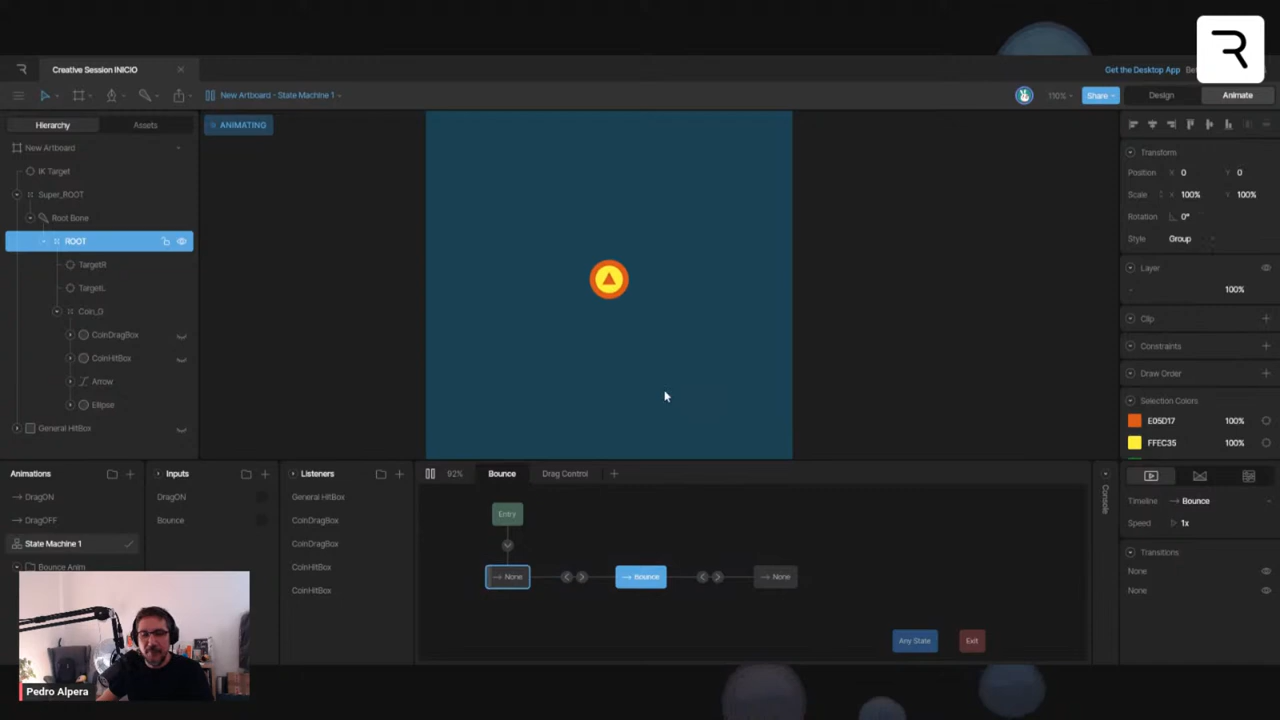 Creative Session INICIO
Get the Desktop App
New Artboard - State Machine 1
110%
Share
Design
Animate
Hierarchy
Assets
ANIMATING
New Artboard
IK Target
Super_ROOT
Root Bone
ROOT
TargetR
TargetL
Coin_D
CoinDragBox
CoinHitBox
Arrow
Ellipse
General HitBox
Transform
Position X 0 Y 0
Scale X 100% Y 100%
Rotation 0°
Style Group
Layer
100%
Clip
Constraints
Draw Order
Selection Colors
E05D17 100%
FFEC35 100%
Animations
DragON
DragOFF
State Machine 1
Bounce Anim
Inputs
DragON
Bounce
Listeners
General HitBox
CoinDragBox
CoinDragBox
CoinHitBox
CoinHitBox
92%
Bounce
Drag Control
Entry
None
Bounce
None
Any State
Exit
Console
Timeline Bounce
Speed 1x
Transitions
None
None
Pedro Alpera